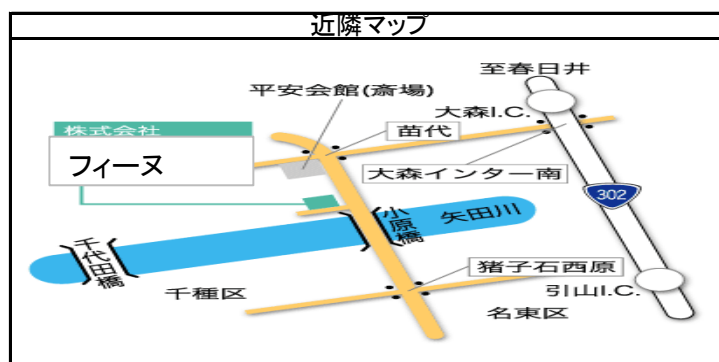 近隣マップ
至春日井
平安会館(斎場)
大森I.C.
株式会社
苗代
フィーヌ
大森インター南
302
小原橋
矢田川
千代田橋
猪子石西原
千種区
引山I.C.
名東区